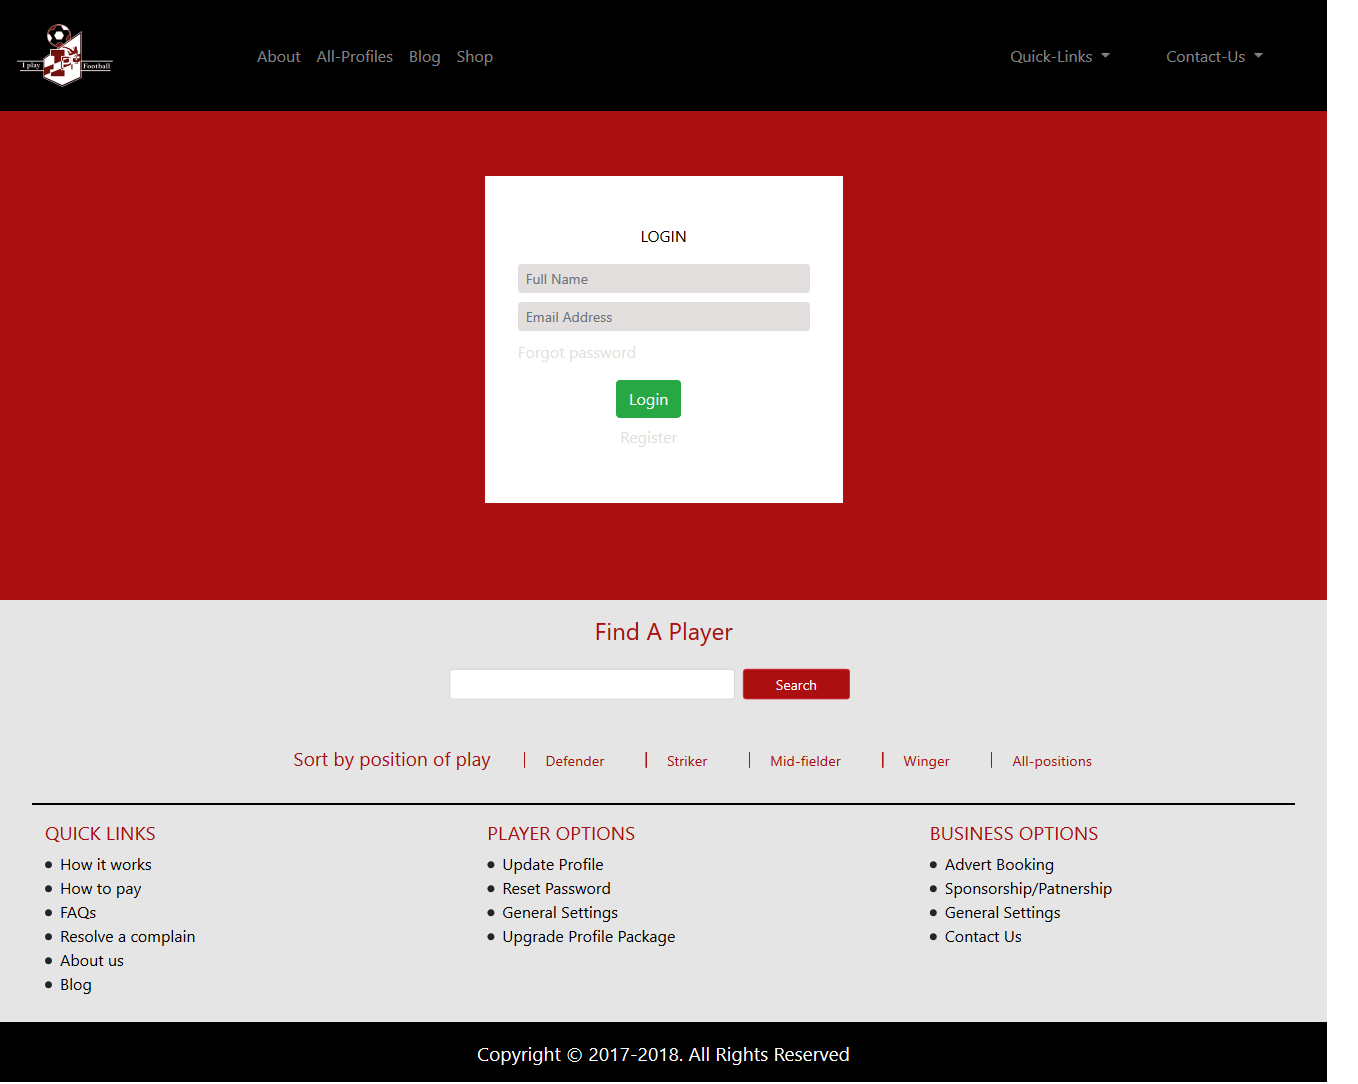 I play Football
About All-Profiles Blog Shop Quick-Links Contact-Us
LOGIN
Full Name
Email Address
Forgot password
Login
Register
Find A Player
Search
Sort by position of play | Defender | Striker | Mid-fielder | Winger | All-positions
QUICK LINKS
How it works
How to pay
FAQs
Resolve a complain
About us
Blog
PLAYER OPTIONS
Update Profile
Reset Password
General Settings
Upgrade Profile Package
BUSINESS OPTIONS
Advert Booking
Sponsorship/Patnership
General Settings
Contact Us
Copyright © 2017-2018. All Rights Reserved